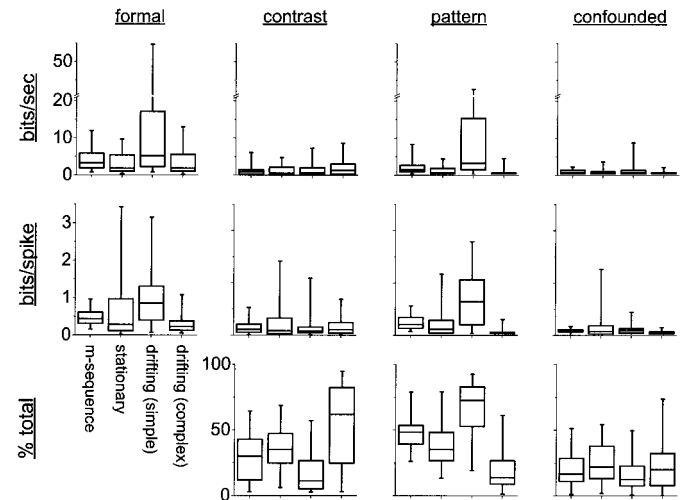 formal contrast pattern confounded
bits/sec
50
20
10
0
bits/spike
3
2
1
0
m-sequence
stationary
drifting (simple)
drifting (complex)
% total
100
50
0